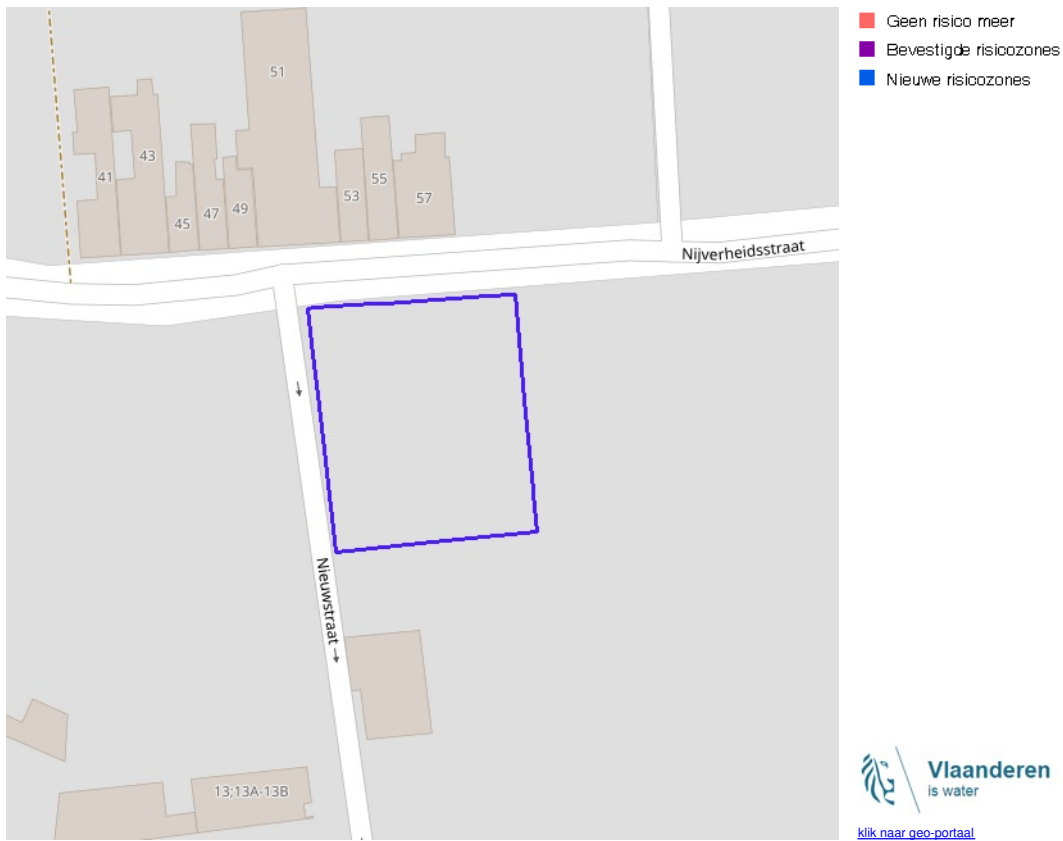 Geen risico meer
Bevestigde risicozones
Nieuwe risicozones
51
43
41
55
53
57
49
47
45
Nijverheidsstraat
Nieuwstraat
13;13A-13B
Vlaanderen
is water
klik naar geo-portaal